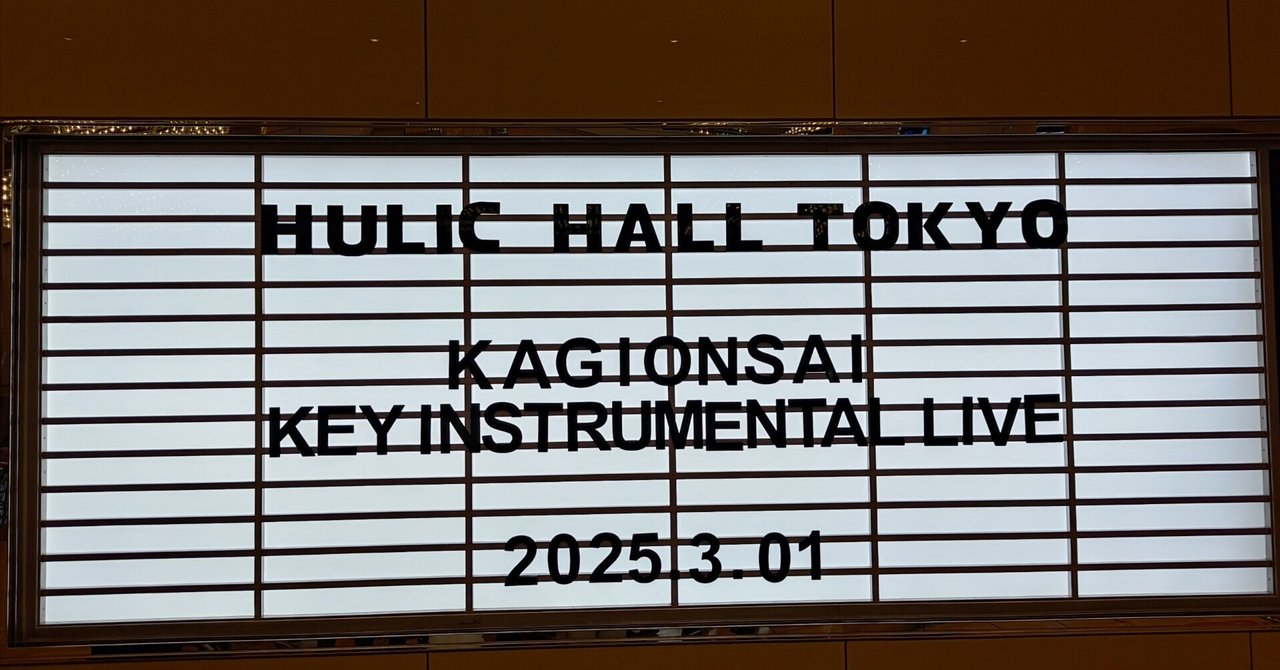 HULIC HALL TOKYO
KAGIONSAI
KEY INSTRUMENTAL LIVE
2025.3.01